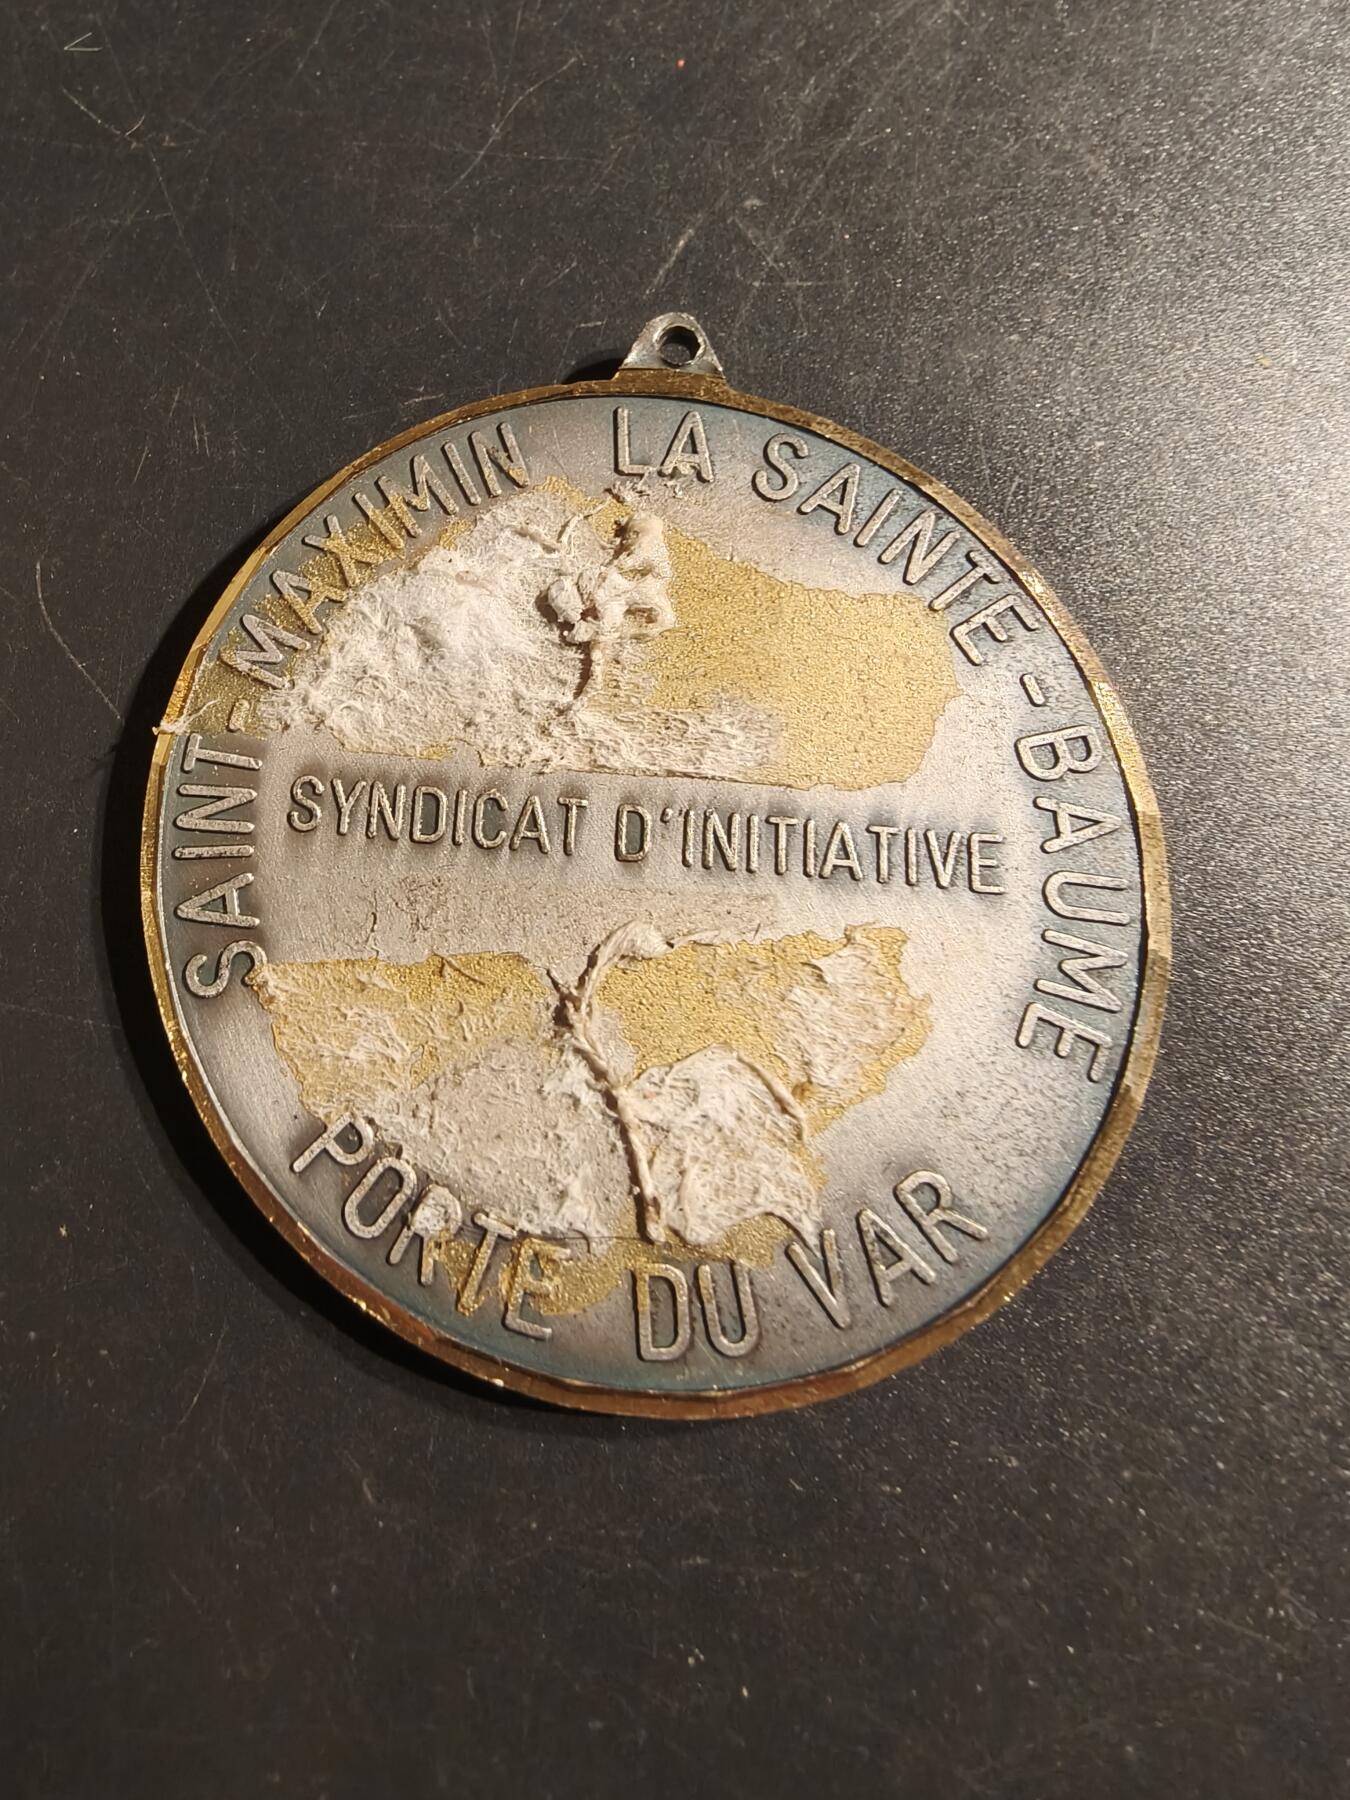 SAINT-MAXIMIN LA SAINTE-BAUME
SYNDICAT D'INITIATIVE
PORTE DU VAR